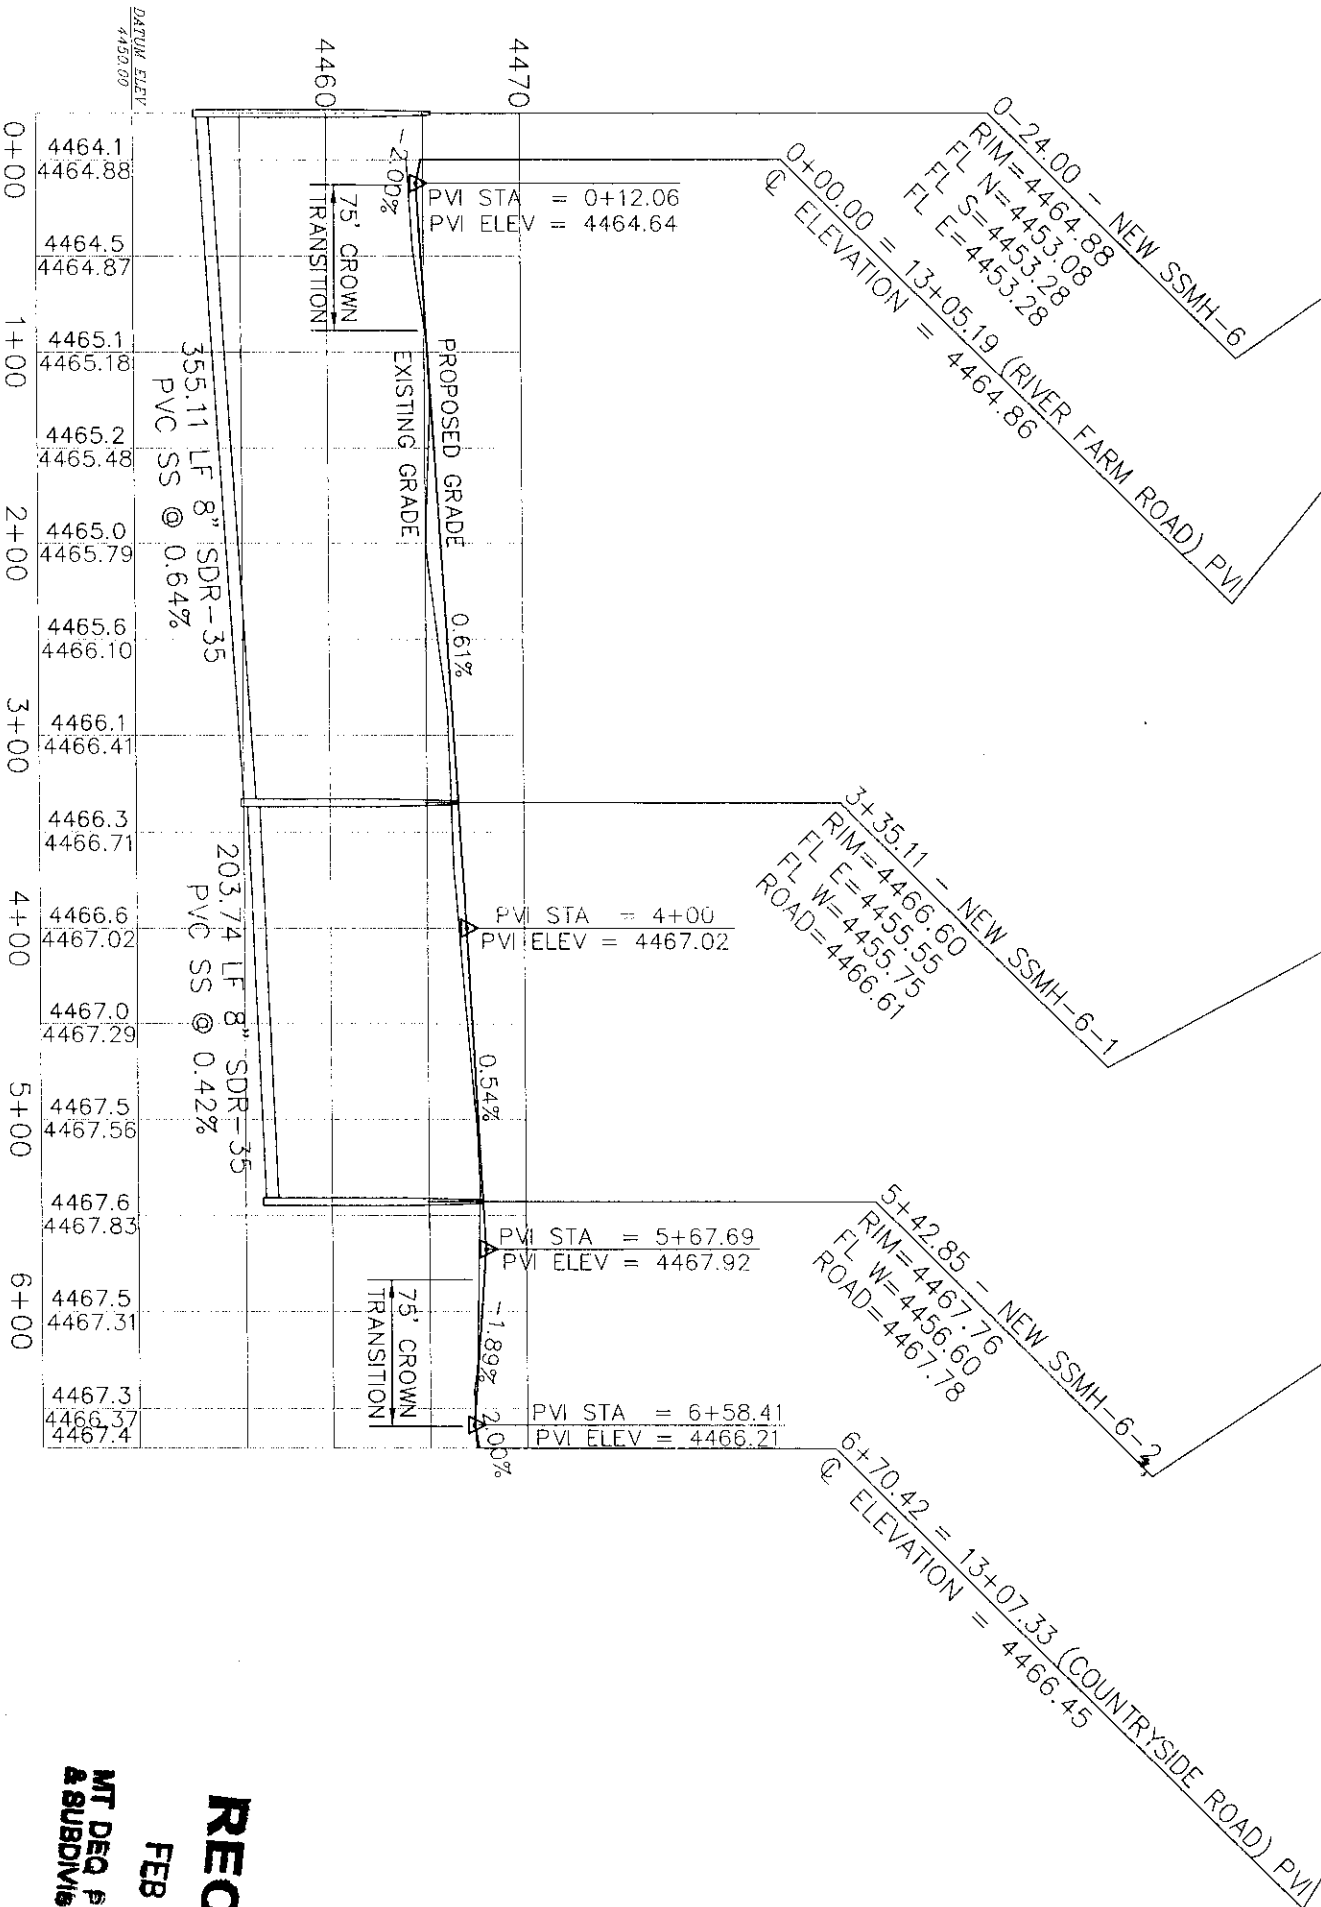 0-24.00 - NEW SSMH-6
RIM=4464.88
FL N=4453.08
FL S=4453.28
FL E=4453.28
0+00.00 = 13+05.19 (RIVER FARM ROAD) PVI
℄ ELEVATION = 4464.86
3+35.11 - NEW SSMH-6-1
RIM=4466.60
FL E=4455.55
FL W=4455.75
ROAD=4466.61
5+42.85 - NEW SSMH-6-2
RIM=4467.76
FL W=4456.60
ROAD=4467.78
6+70.42 = 13+07.33 (COUNTRYSIDE ROAD) PVI
℄ ELEVATION = 4466.45
4470
4460
DATUM ELEV
4450.00
PVI STA = 0+12.06
PVI ELEV = 4464.64
-2.00%
75' CROWN
TRANSITION
PROPOSED GRADE
EXISTING GRADE
0.61%
PVI STA = 4+00
PVI ELEV = 4467.02
0.54%
PVI STA = 5+67.69
PVI ELEV = 4467.92
-1.89%
75' CROWN
TRANSITION
PVI STA = 6+58.41
PVI ELEV = 4466.21
2.00%
355.11 LF 8" SDR-35
PVC SS @ 0.64%
203.74 LF 8" SDR-35
PVC SS @ 0.42%
4464.1
4464.88
4464.5
4464.87
4465.1
4465.18
4465.2
4465.48
4465.0
4465.79
4465.6
4466.10
4466.1
4466.41
4466.3
4466.71
4466.6
4467.02
4467.0
4467.29
4467.5
4467.56
4467.6
4467.83
4467.5
4467.31
4467.3
4466.37
4467.4
0+00
1+00
2+00
3+00
4+00
5+00
6+00
REC
FEB
MT DEQ P
& SUBDIVIS